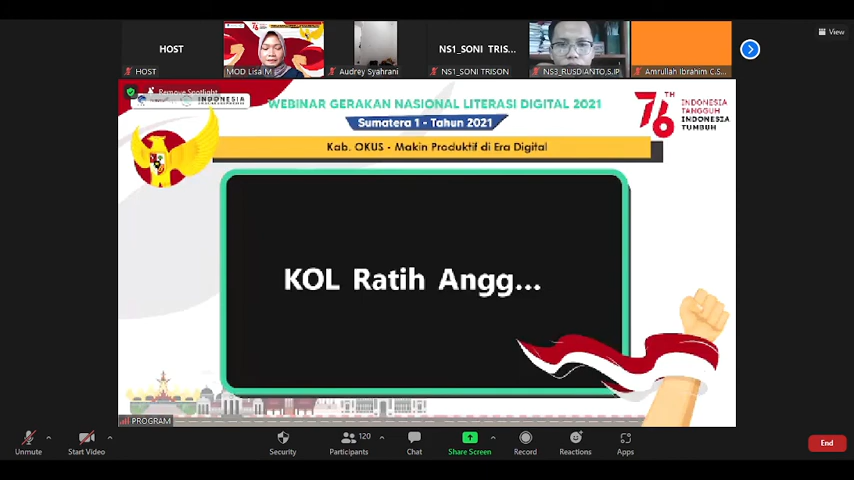 HOST
NS1_SONI TRIS...
View
HOST
MOD Lisa M
Audrey Syahrani
NS1_SONI TRISON
NS3_RUSDIANTO,S.IP
Amrullah Ibrahim C.S...
Remove Spotlight
INDONESIA
WEBINAR GERAKAN NASIONAL LITERASI DIGITAL 2021
Sumatera 1 - Tahun 2021
Kab. OKUS - Makin Produktif di Era Digital
76TH
INDONESIA
TANGGUH
INDONESIA
TUMBUH
KOL Ratih Angg...
PROGRAM
120
Unmute
Start Video
Security
Participants
Chat
Share Screen
Record
Reactions
Apps
End